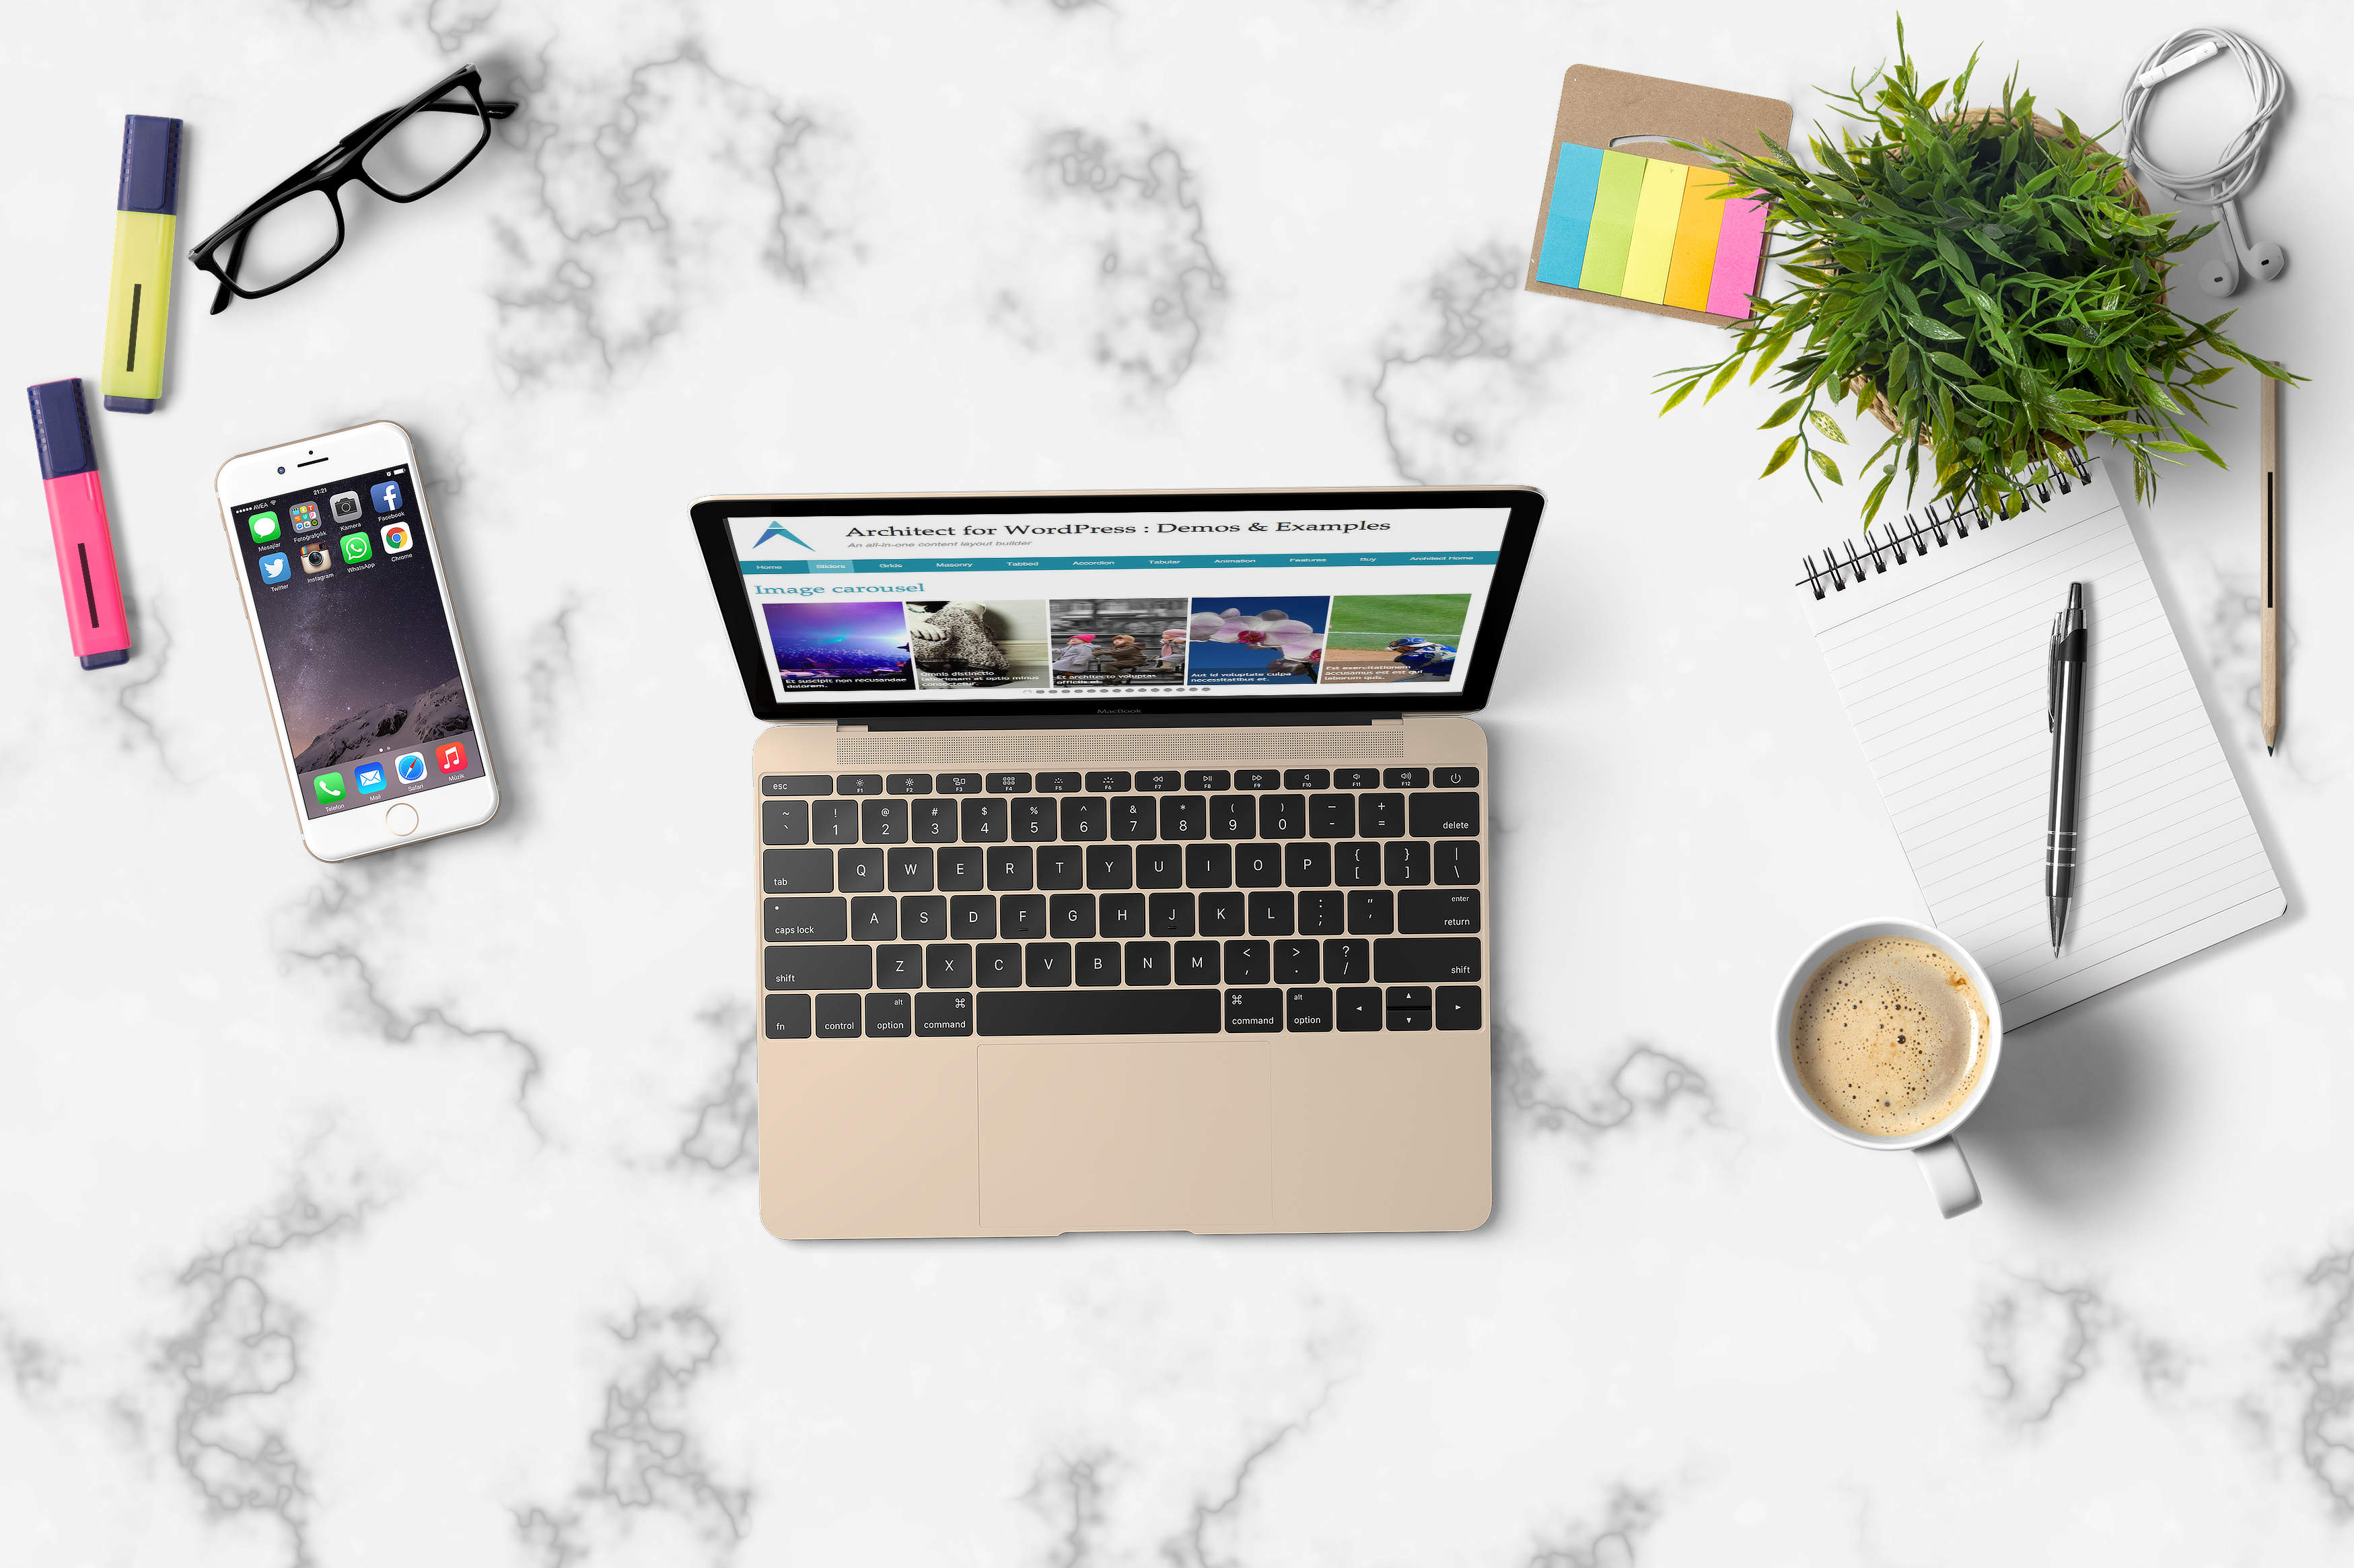 AVEA
21:21
Mesajlar
Fotoğraflık
Kamera
Facebook
Twitter
Instagram
WhatsApp
Chrome
Telefon
Mail
Safari
Müzik
Architect for WordPress : Demos & Examples
An all-in-one content layout builder
Home Sliders Grids Masonry Tabbed Accordion Tabular Animation Features Buy Architect Home
Image carousel
Et suscipit non recusandae
dolorem.
Omnis distinctio
laboriosam et optio minus
consectetur.
Et architecto voluptas
officiis et.
Aut id voluptate culpa
necessitatibus et.
Est exercitationem
accusamus est est qui
laborum quis.
MacBook
esc F1 F2 F3 F4 F5 F6 F7 F8 F9 F10 F11 F12
~ ! @ # $ % ^ & * ( ) — +
` 1 2 3 4 5 6 7 8 9 0 - = delete
tab Q W E R T Y U I O P { [ } ] | \
caps lock A S D F G H J K L : ; " ' enter return
shift Z X C V B N M < , > . ? / shift
fn control alt option ⌘ command ⌘ command alt option